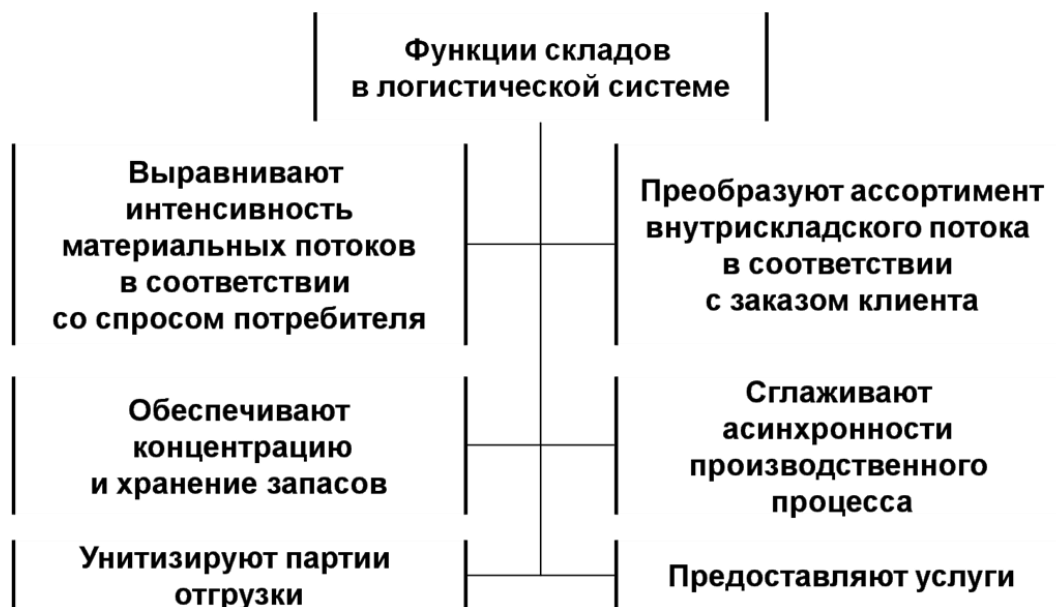 Функции складов
в логистической системе
Выравнивают
интенсивность
материальных потоков
в соответствии
со спросом потребителя
Преобразуют ассортимент
внутрискладского потока
в соответствии
с заказом клиента
Обеспечивают
концентрацию
и хранение запасов
Сглаживают
асинхронности
производственного
процесса
Унитизируют партии
отгрузки
Предоставляют услуги